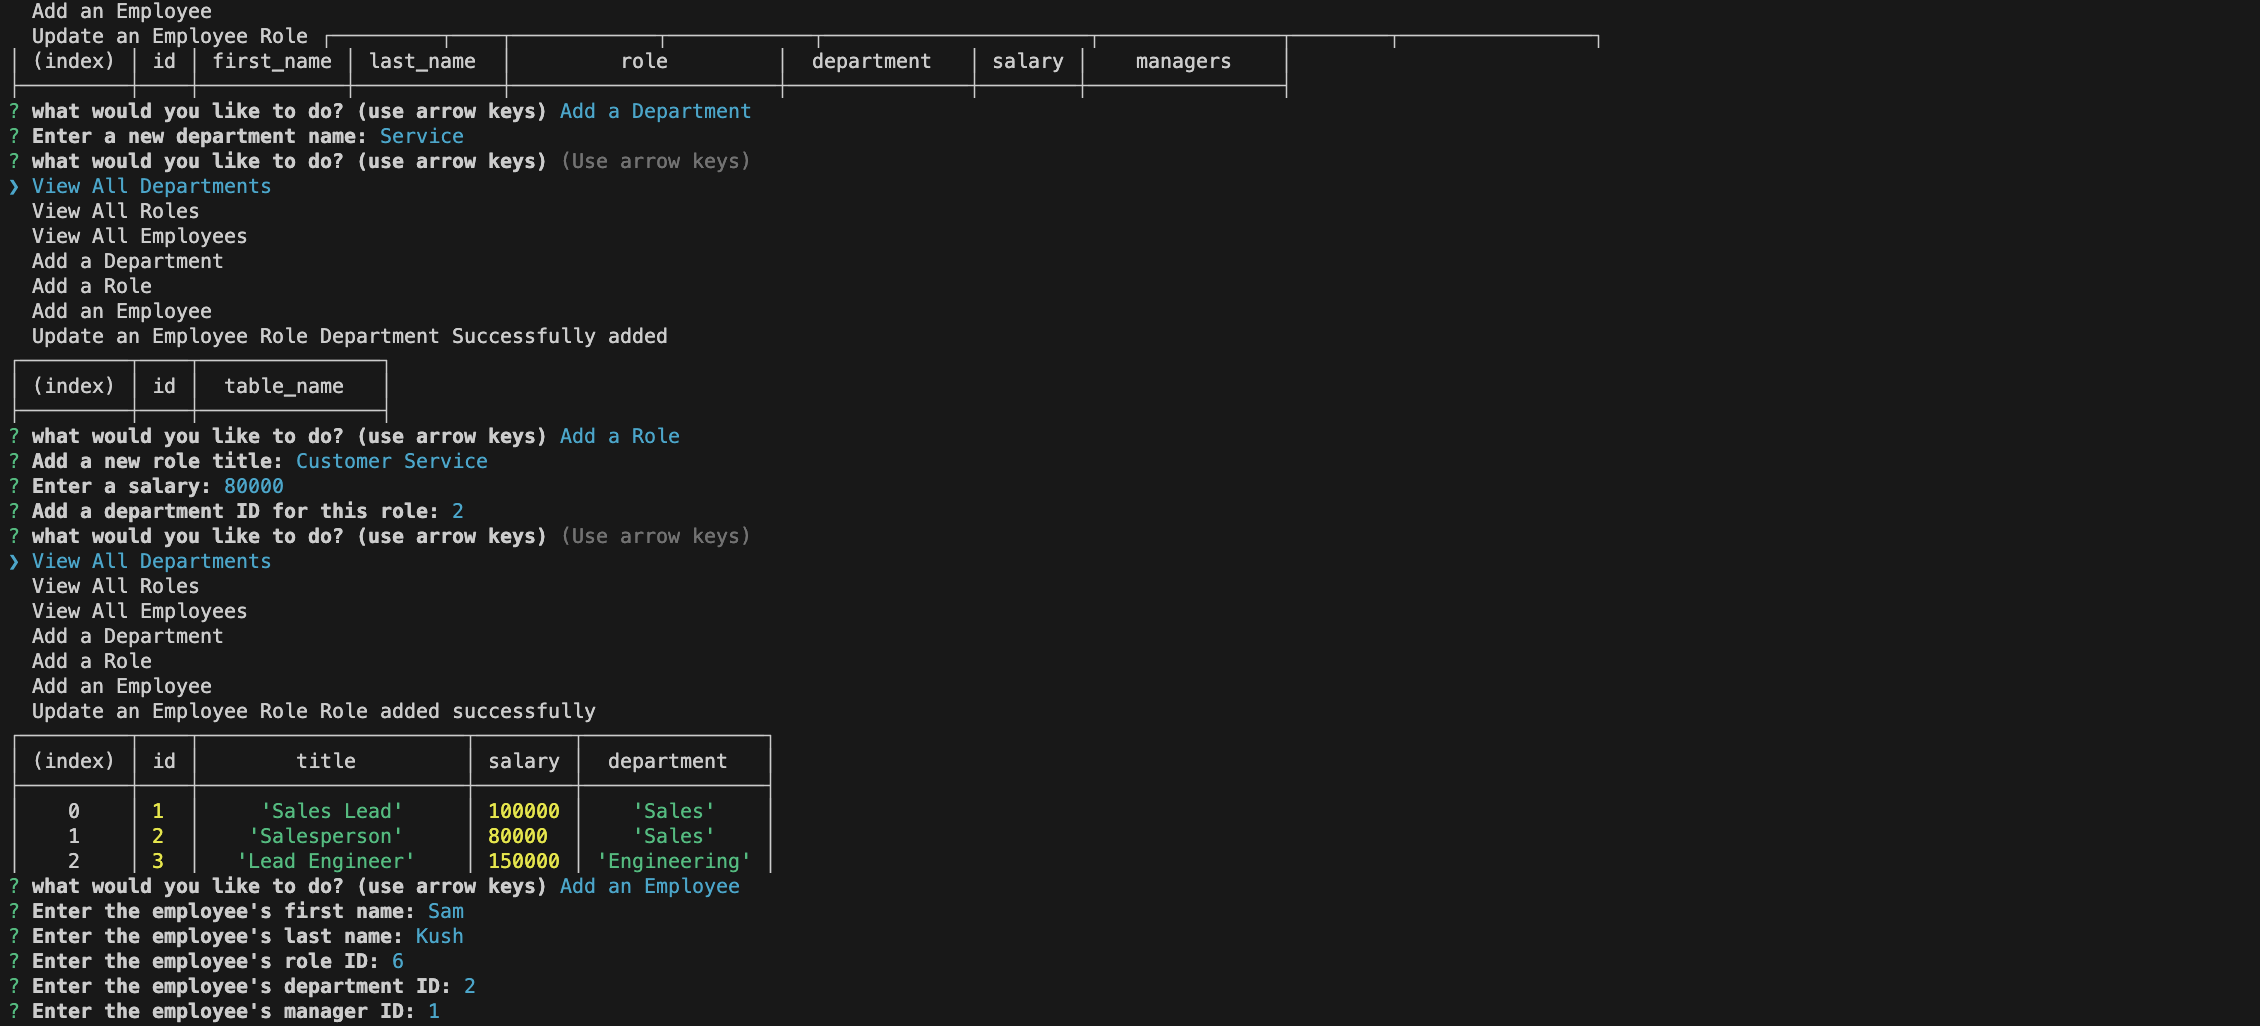 Add an Employee
Update an Employee Role
(index) id first_name last_name role department salary managers
? what would you like to do? (use arrow keys) Add a Department
? Enter a new department name: Service
? what would you like to do? (use arrow keys) (Use arrow keys)
❯ View All Departments
View All Roles
View All Employees
Add a Department
Add a Role
Add an Employee
Update an Employee Role Department Successfully added
(index) id table_name
? what would you like to do? (use arrow keys) Add a Role
? Add a new role title: Customer Service
? Enter a salary: 80000
? Add a department ID for this role: 2
? what would you like to do? (use arrow keys) (Use arrow keys)
❯ View All Departments
View All Roles
View All Employees
Add a Department
Add a Role
Add an Employee
Update an Employee Role Role added successfully
(index) id title salary department
0 1 'Sales Lead' 100000 'Sales'
1 2 'Salesperson' 80000 'Sales'
2 3 'Lead Engineer' 150000 'Engineering'
? what would you like to do? (use arrow keys) Add an Employee
? Enter the employee's first name: Sam
? Enter the employee's last name: Kush
? Enter the employee's role ID: 6
? Enter the employee's department ID: 2
? Enter the employee's manager ID: 1